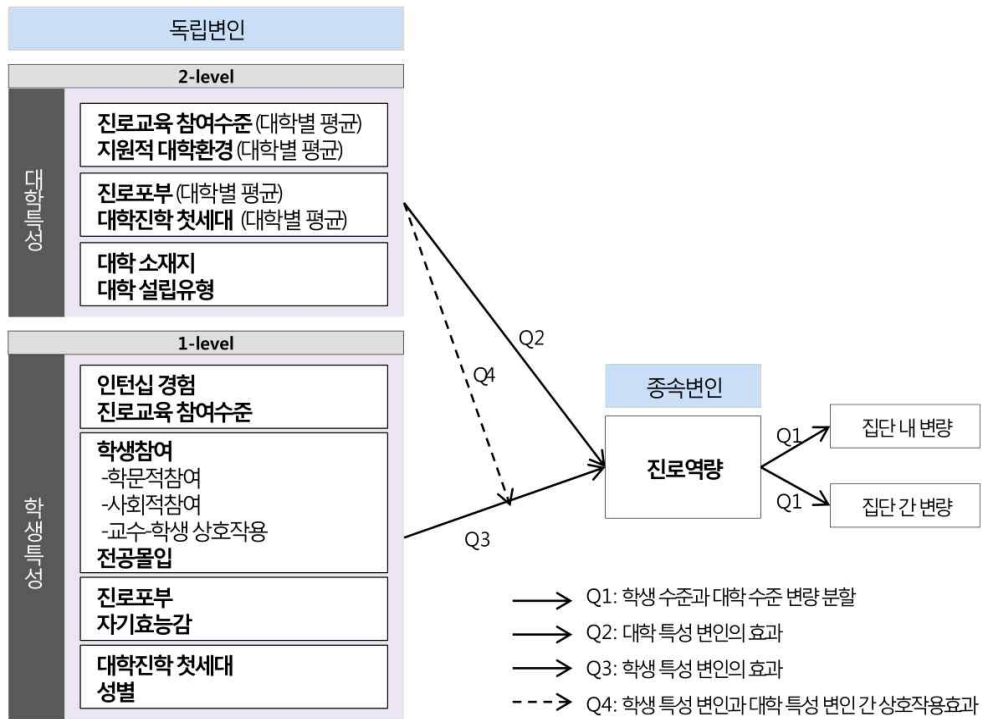 독립변인
2-level
대학특성
진로교육 참여수준 (대학별 평균)
지원적 대학환경 (대학별 평균)
진로포부 (대학별 평균)
대학진학 첫세대 (대학별 평균)
대학 소재지
대학 설립유형
1-level
학생특성
인턴십 경험
진로교육 참여수준
학생참여
-학문적참여
-사회적참여
-교수-학생 상호작용
전공몰입
진로포부
자기효능감
대학진학 첫세대
성별
Q2
Q4
Q3
종속변인
진로역량
Q1
Q1
집단 내 변량
집단 간 변량
Q1: 학생 수준과 대학 수준 변량 분할
Q2: 대학 특성 변인의 효과
Q3: 학생 특성 변인의 효과
Q4: 학생 특성 변인과 대학 특성 변인 간 상호작용효과